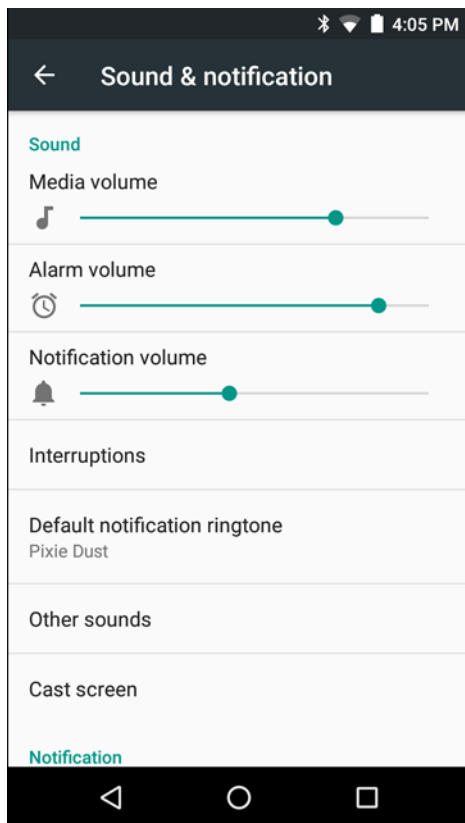 4:05 PM
Sound & notification
Sound
Media volume
Alarm volume
Notification volume
Interruptions
Default notification ringtone
Pixie Dust
Other sounds
Cast screen
Notification